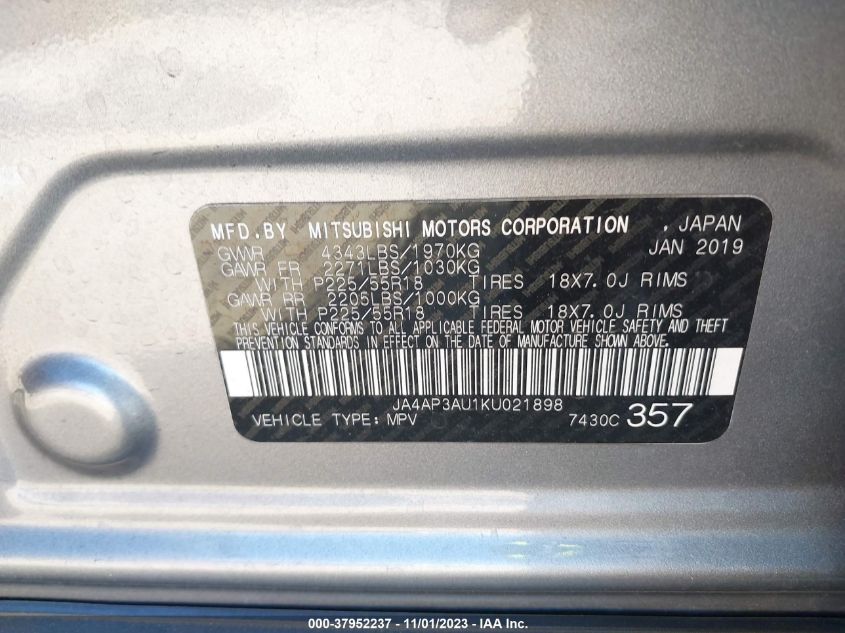 MFD.BY MITSUBISHI MOTORS CORPORATION , JAPAN
GVWR 4343LBS/1970KG JAN 2019
GAWR FR 2271LBS/1030KG
WITH P225/55R18 TIRES 18X7.0J RIMS
GAWR RR 2205LBS/1000KG
WITH P225/55R18 TIRES 18X7.0J RIMS
THIS VEHICLE CONFORMS TO ALL APPLICABLE FEDERAL MOTOR VEHICLE SAFETY AND THEFT
PREVENTION STANDARDS IN EFFECT ON THE DATE OF MANUFACTURE SHOWN ABOVE.
JA4AP3AU1KU021898
VEHICLE TYPE: MPV 7430C 357
000-37952237 - 11/01/2023 - IAA Inc.